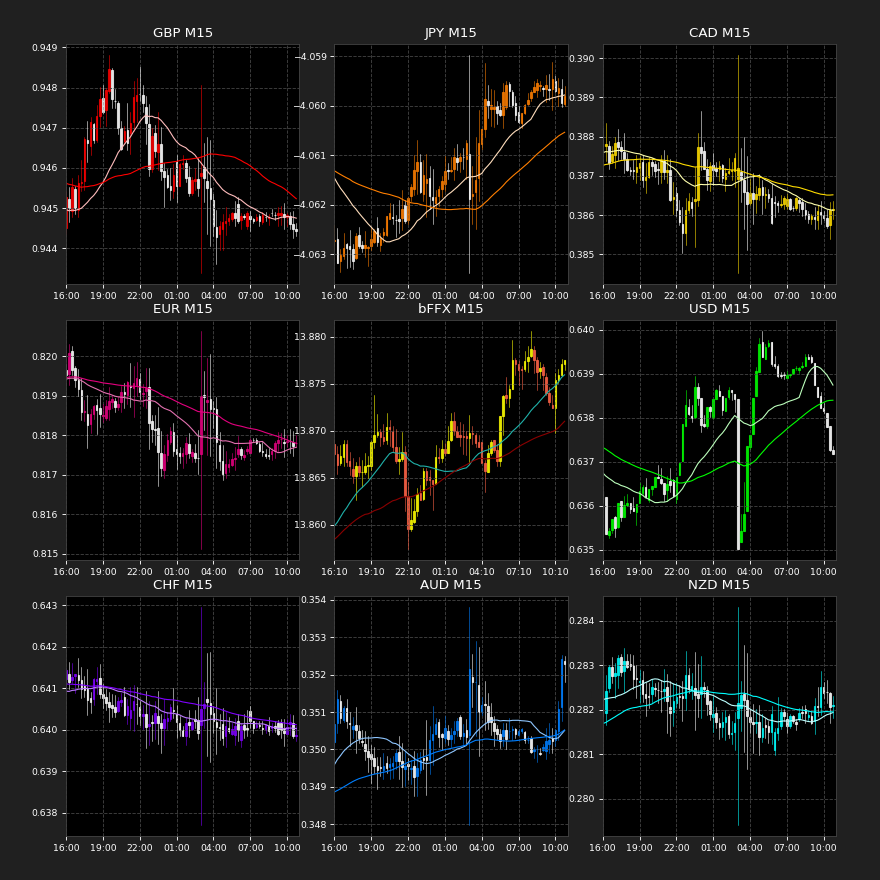 GBP M15
0.949
0.948
0.947
0.946
0.945
0.944
16:00 19:00 22:00 01:00 04:00 07:00 10:00
JPY M15
−4.059
−4.060
−4.061
−4.062
−4.063
16:00 19:00 22:00 01:00 04:00 07:00 10:00
CAD M15
0.390
0.389
0.388
0.387
0.386
0.385
16:00 19:00 22:00 01:00 04:00 07:00 10:00
EUR M15
0.820
0.819
0.818
0.817
0.816
0.815
16:00 19:00 22:00 01:00 04:00 07:00 10:00
bFFX M15
13.880
13.875
13.870
13.865
13.860
16:10 19:10 22:10 01:10 04:10 07:10 10:10
USD M15
0.640
0.639
0.638
0.637
0.636
0.635
16:00 19:00 22:00 01:00 04:00 07:00 10:00
CHF M15
0.643
0.642
0.641
0.640
0.639
0.638
16:00 19:00 22:00 01:00 04:00 07:00 10:00
AUD M15
0.354
0.353
0.352
0.351
0.350
0.349
0.348
16:00 19:00 22:00 01:00 04:00 07:00 10:00
NZD M15
0.284
0.283
0.282
0.281
0.280
16:00 19:00 22:00 01:00 04:00 07:00 10:00